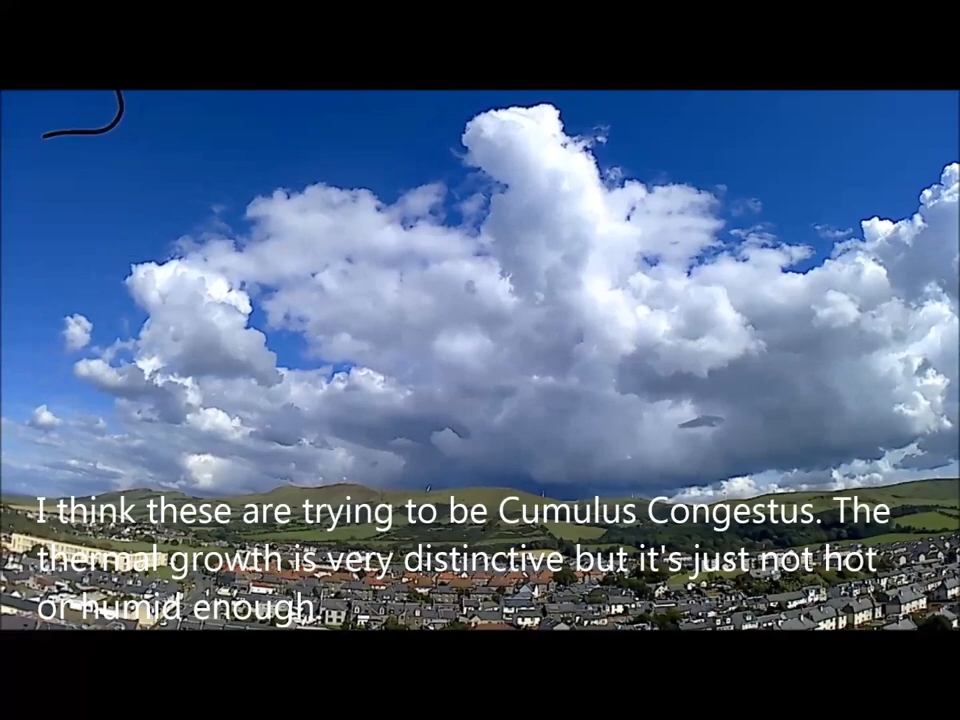 I think these are trying to be Cumulus Congestus. The
thermal growth is very distinctive but it's just not hot
or humid enough.